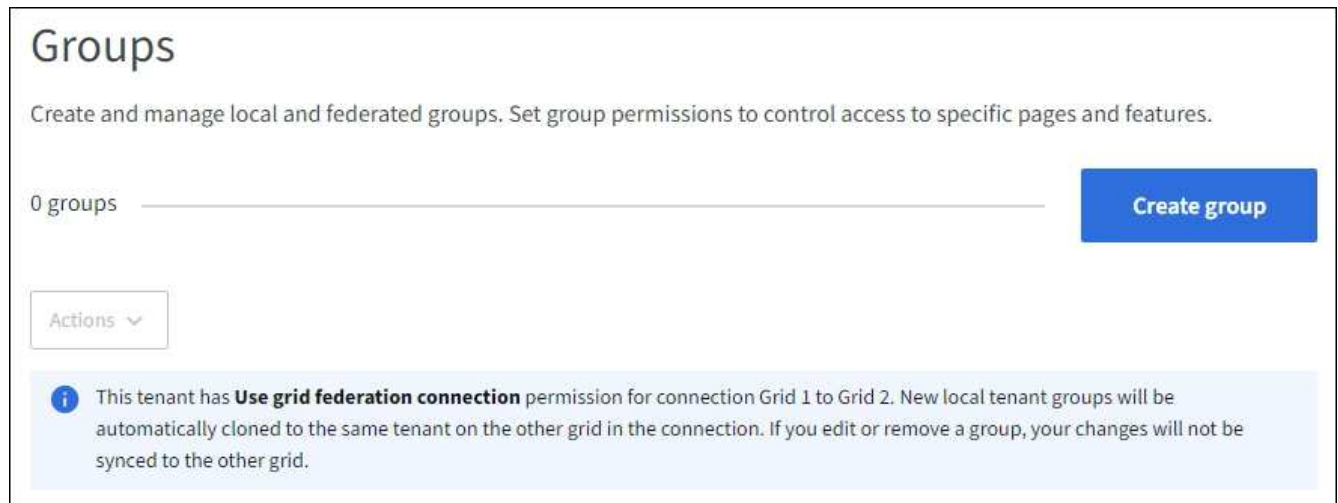 Groups
Create and manage local and federated groups. Set group permissions to control access to specific pages and features.
0 groups
Create group
Actions
This tenant has Use grid federation connection permission for connection Grid 1 to Grid 2. New local tenant groups will be
automatically cloned to the same tenant on the other grid in the connection. If you edit or remove a group, your changes will not be
synced to the other grid.